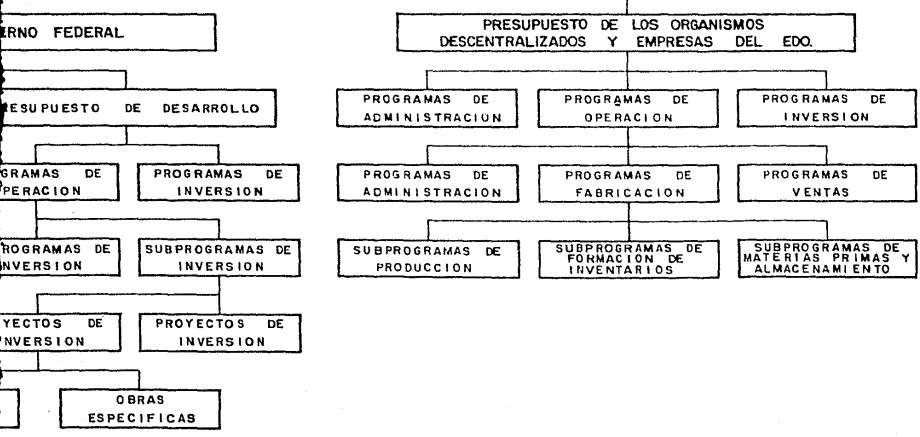 ERNO FEDERAL
PRESUPUESTO DE LOS ORGANISMOS
DESCENTRALIZADOS Y EMPRESAS DEL EDO.
RESUPUESTO DE DESARROLLO
PROGRAMAS DE
ADMINISTRACION
PROGRAMAS DE
OPERACION
PROGRAMAS DE
INVERSION
GRAMAS DE
PERACION
PROGRAMAS DE
INVERSION
PROGRAMAS DE
ADMINISTRACION
PROGRAMAS DE
FABRICACION
PROGRAMAS DE
VENTAS
ROGRAMAS DE
NVERSION
SUBPROGRAMAS DE
INVERSION
SUBPROGRAMAS DE
PRODUCCION
SUBPROGRAMAS DE
FORMACION DE
INVENTARIOS
SUBPROGRAMAS DE
MATERIAS PRIMAS Y
ALMACENAMIENTO
YECTOS DE
NVERSION
PROYECTOS DE
INVERSION
OBRAS
ESPECIFICAS